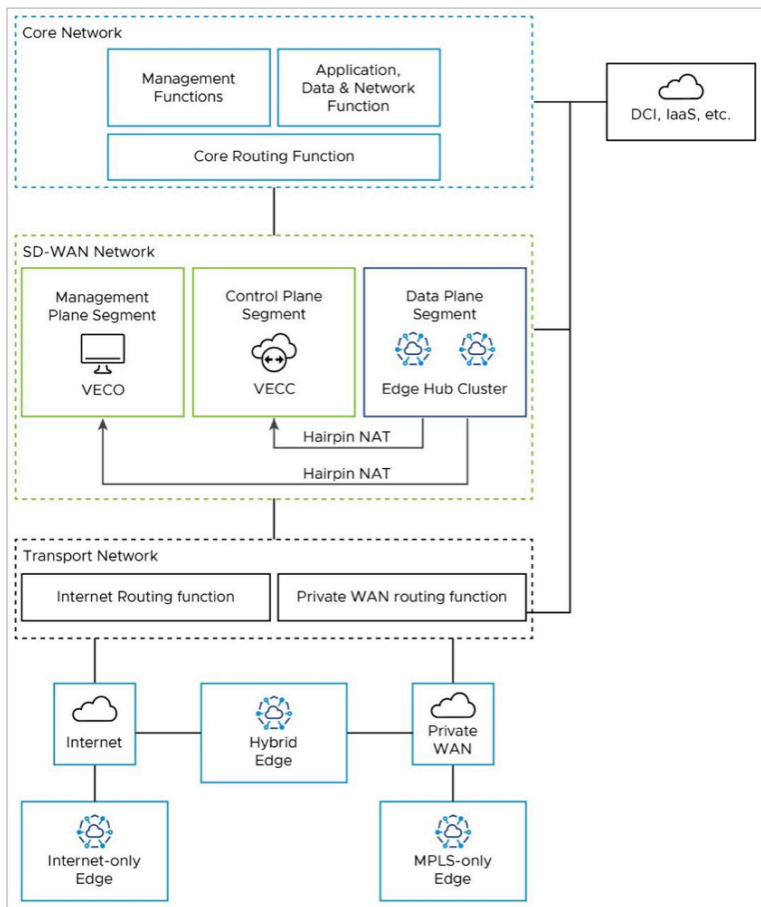 Core Network
Management
Functions
Application,
Data & Network
Function
Core Routing Function
DCI, IaaS, etc.
SD-WAN Network
Management
Plane Segment
VECO
Control Plane
Segment
VECC
Data Plane
Segment
Edge Hub Cluster
Hairpin NAT
Hairpin NAT
Transport Network
Internet Routing function
Private WAN routing function
Internet
Hybrid
Edge
Private
WAN
Internet-only
Edge
MPLS-only
Edge